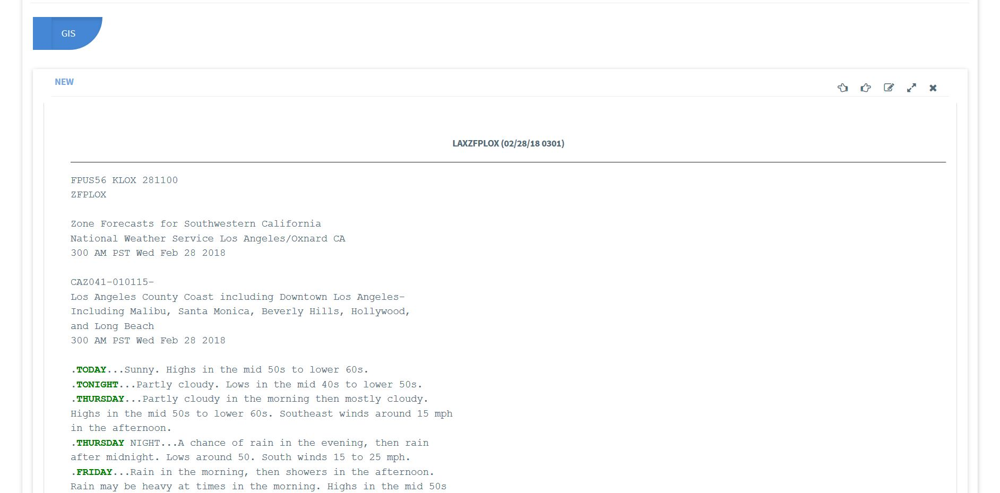 GIS
NEW
LAXZFPLOX (02/28/18 0301)
FPUS56 KLOX 281100
ZFPLOX
Zone Forecasts for Southwestern California
National Weather Service Los Angeles/Oxnard CA
300 AM PST Wed Feb 28 2018
CAZ041-010115-
Los Angeles County Coast including Downtown Los Angeles-
Including Malibu, Santa Monica, Beverly Hills, Hollywood,
and Long Beach
300 AM PST Wed Feb 28 2018
.TODAY...Sunny. Highs in the mid 50s to lower 60s.
.TONIGHT...Partly cloudy. Lows in the mid 40s to lower 50s.
.THURSDAY...Partly cloudy in the morning then mostly cloudy.
Highs in the mid 50s to lower 60s. Southeast winds around 15 mph
in the afternoon.
.THURSDAY NIGHT...A chance of rain in the evening, then rain
after midnight. Lows around 50. South winds 15 to 25 mph.
.FRIDAY...Rain in the morning, then showers in the afternoon.
Rain may be heavy at times in the morning. Highs in the mid 50s